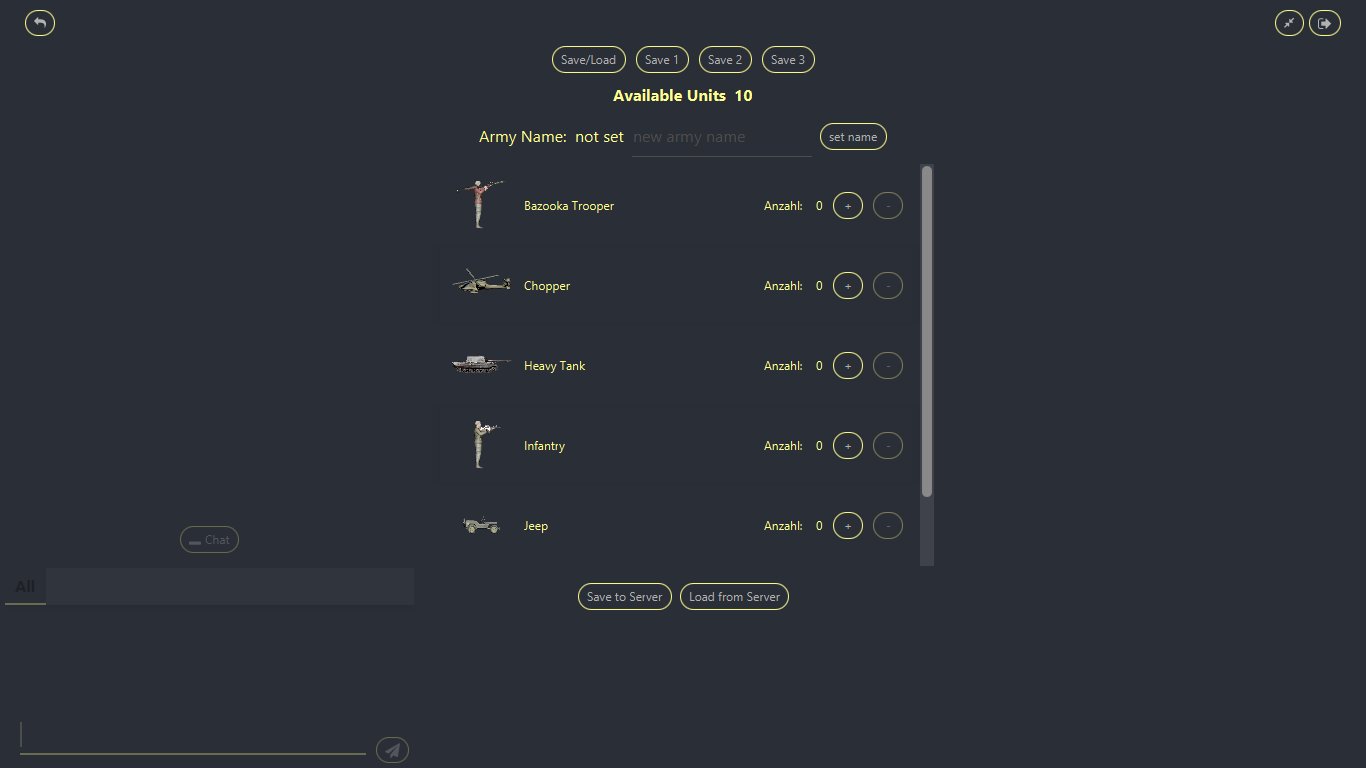 Save/Load Save 1 Save 2 Save 3
Available Units 10
Army Name: not set new army name set name
Bazooka Trooper Anzahl: 0 + -
Chopper Anzahl: 0 + -
Heavy Tank Anzahl: 0 + -
Infantry Anzahl: 0 + -
Jeep Anzahl: 0 + -
Chat
All
Save to Server Load from Server